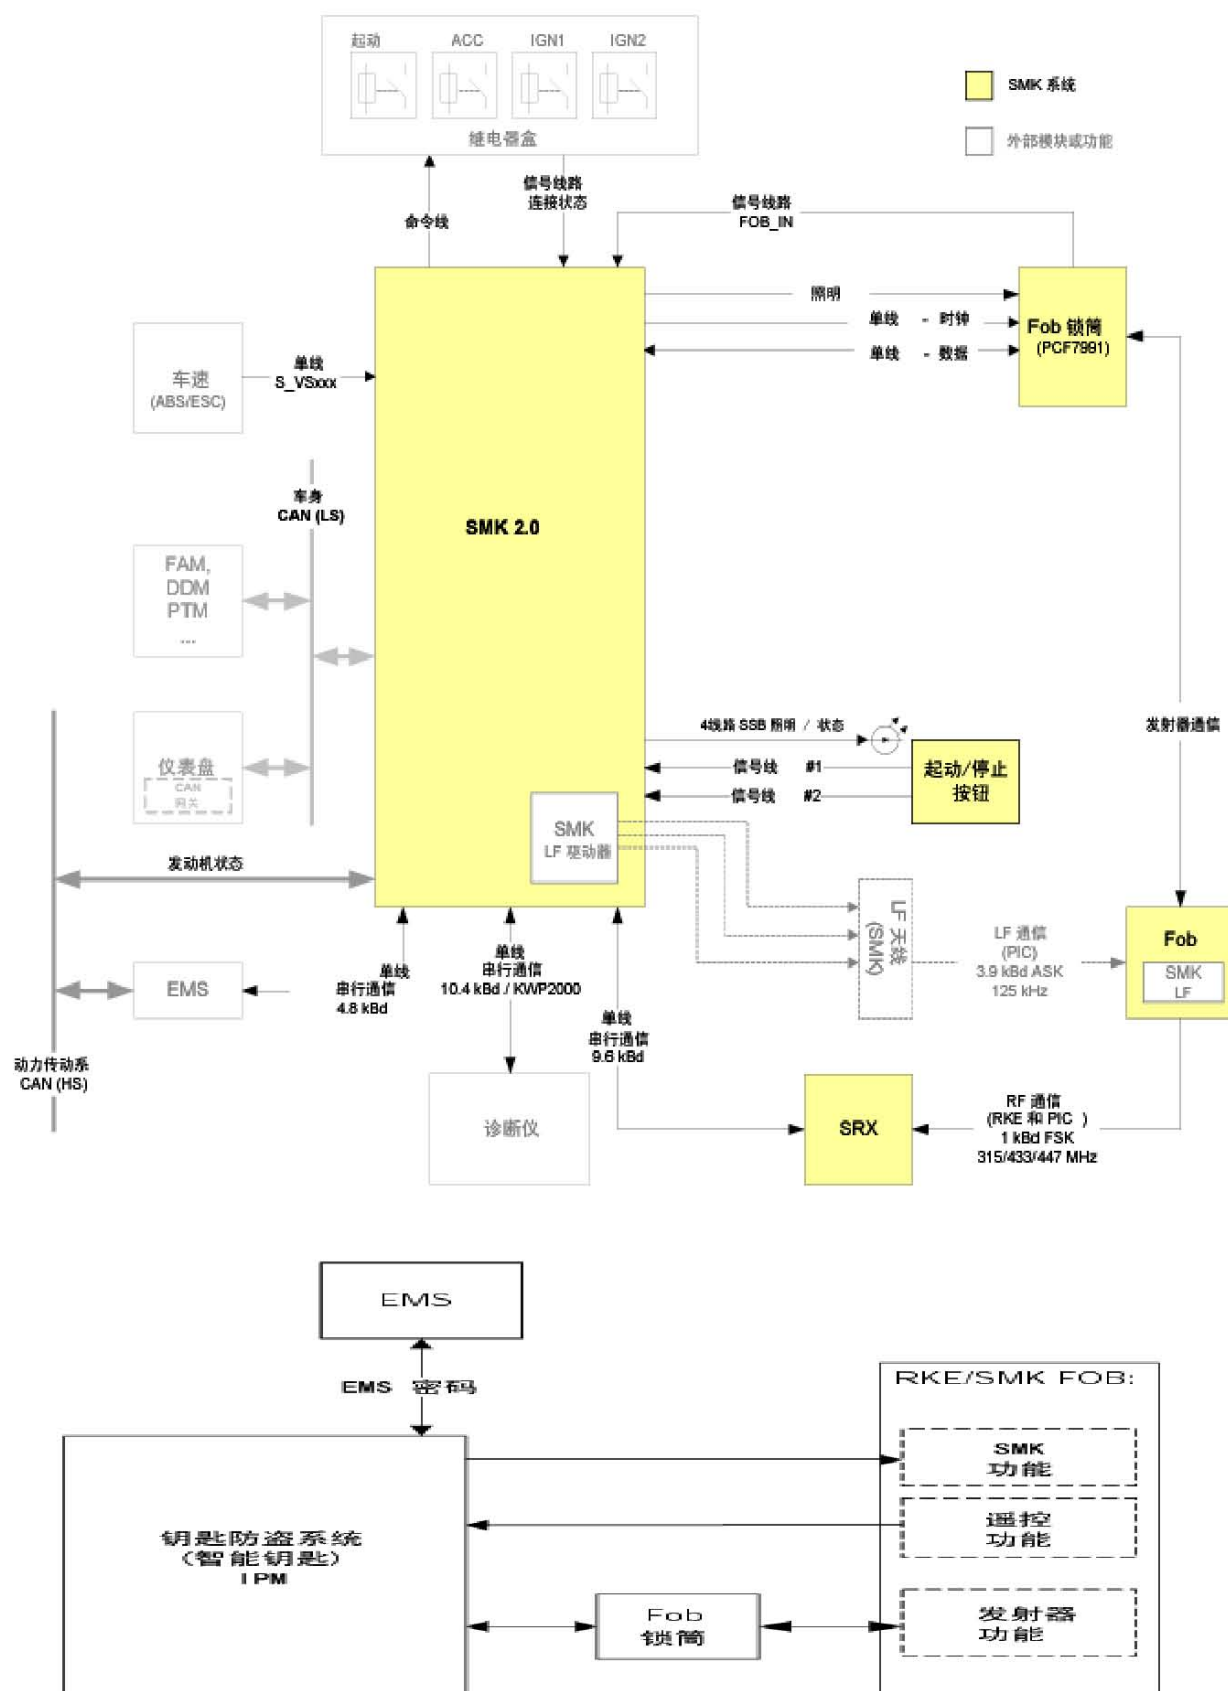 起动 ACC IGN1 IGN2
继电器盒
SMK 系统
外部模块或功能
命令线
信号线路
连接状态
信号线路
FOB_IN
照明
单线 - 时钟
单线 - 数据
Fob 锁筒
(PCF7991)
车速
(ABS/ESC)
单线
S_VSxxx
车身
CAN (LS)
SMK 2.0
FAM,
DDM
PTM
...
仪表盘
CAN
网关
4线路 SSB 照明 / 状态
信号线 #1
信号线 #2
起动/停止
按钮
发射器通信
SMK
LF 驱动器
发动机状态
LF 天线
(SMK)
LF 通信
(PIC)
3.9 kBd ASK
125 kHz
Fob
SMK
LF
EMS
单线
串行通信
4.8 kBd
单线
串行通信
10.4 kBd / KWP2000
单线
串行通信
9.6 kBd
动力传动系
CAN (HS)
诊断仪
SRX
RF 通信
(RKE 和 PIC )
1 kBd FSK
315/433/447 MHz
EMS
EMS 密码
RKE/SMK FOB:
SMK
功能
遥控
功能
钥匙防盗系统
(智能钥匙)
IPM
Fob
锁筒
发射器
功能